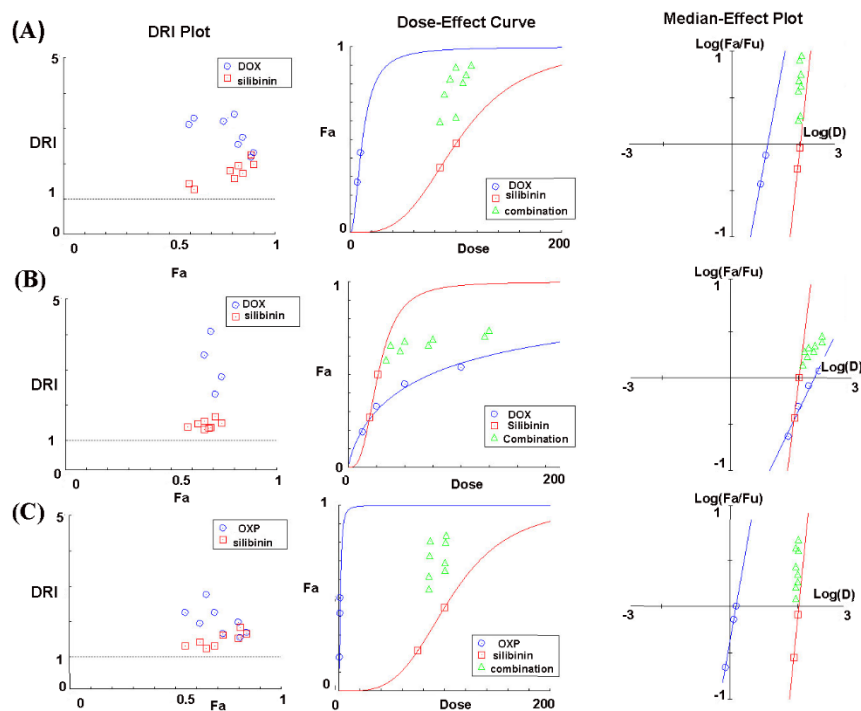 (A)
DRI Plot
Dose-Effect Curve
Median-Effect Plot
5
DOX
silibinin
DRI
1
0
0
0.5
1
Fa
1
Fa
DOX
silibinin
combination
0
0
Dose
200
Log(Fa/Fu)
1
Log(D)
-3
3
-1
(B)
5
DOX
silibinin
DRI
1
0
0
0.5
1
Fa
1
Fa
DOX
Silibinin
Combination
0
0
Dose
200
Log(Fa/Fu)
1
Log(D)
-3
3
-1
(C)
5
OXP
silibinin
DRI
1
0
0
0.5
1
Fa
1
Fa
OXP
silibinin
combination
0
0
Dose
200
Log(Fa/Fu)
1
Log(D)
-3
3
-1